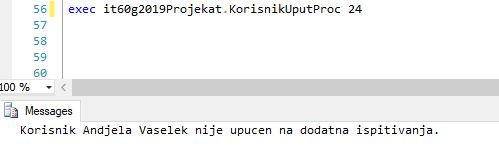 56 exec it60g2019Projekat.KorisnikUputProc 24
57
58
59
60
100 %
Messages
Korisnik Andjela Vaselek nije upucen na dodatna ispitivanja.